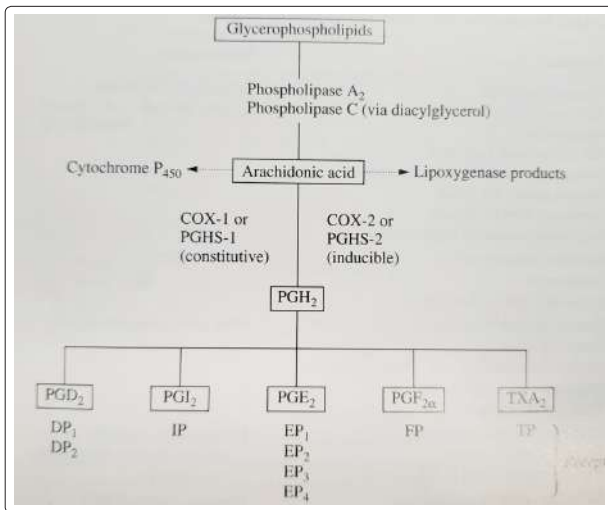 Glycerophospholipids
Phospholipase A₂
Phospholipase C (via diacylglycerol)
Cytochrome P₄₅₀
Arachidonic acid
Lipoxygenase products
COX-1 or
PGHS-1
(constitutive)
COX-2 or
PGHS-2
(inducible)
PGH₂
PGD₂
PGI₂
PGE₂
PGF₂α
TXA₂
DP₁
DP₂
IP
EP₁
EP₂
EP₃
EP₄
FP
TP